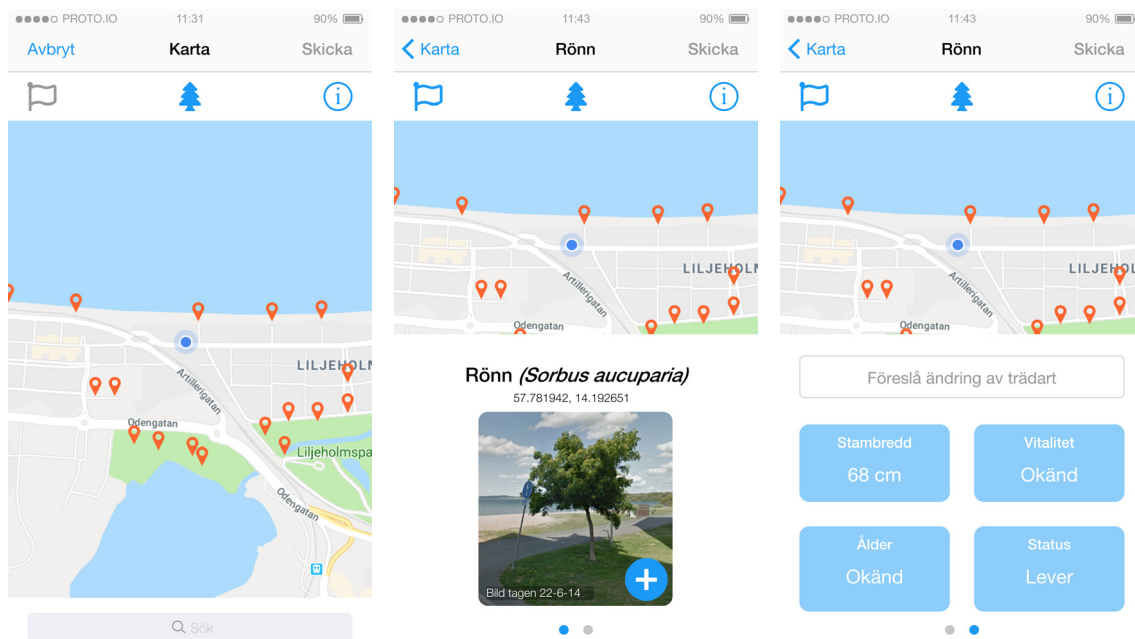 PROTO.IO 11:31 90%
Avbryt Karta Skicka
LILJEHOLM
Artillerigatan
Odengatan
Liljeholmspa
Odengatan
Sök
PROTO.IO 11:43 90%
Karta Rönn Skicka
LILJEHOLM
Artillerigatan
Odengatan
Rönn (Sorbus aucuparia)
57.781942, 14.192651
Bild tagen 22-6-14
PROTO.IO 11:43 90%
Karta Rönn Skicka
LILJEHOL
Artillerigatan
Odengatan
Föreslå ändring av trädart
Stambredd
68 cm
Vitalitet
Okänd
Ålder
Okänd
Status
Lever